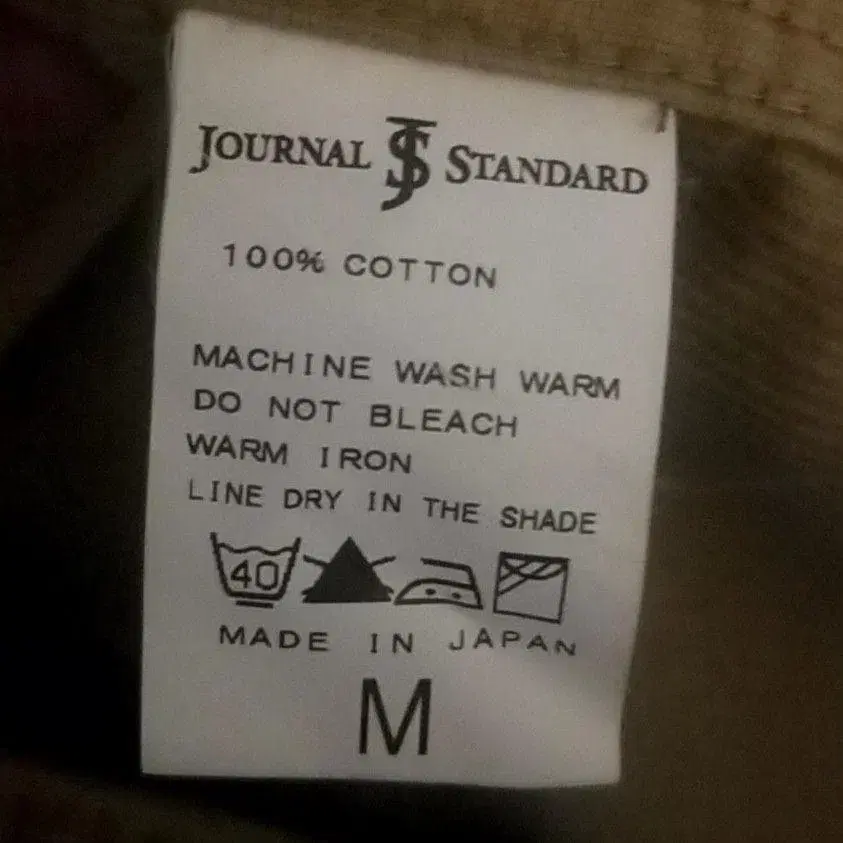 JOURNAL JS STANDARD
100% COTTON
MACHINE WASH WARM
DO NOT BLEACH
WARM IRON
LINE DRY IN THE SHADE
40
MADE IN JAPAN
M